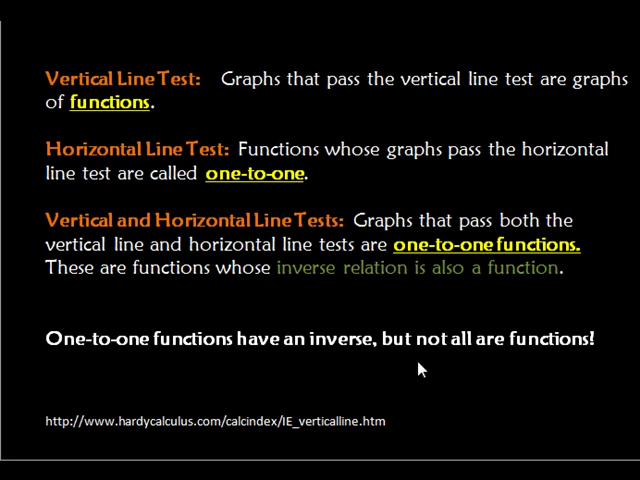 Vertical Line Test: Graphs that pass the vertical line test are graphs
of functions.
Horizontal Line Test: Functions whose graphs pass the horizontal
line test are called one-to-one.
Vertical and Horizontal Line Tests: Graphs that pass both the
vertical line and horizontal line tests are one-to-one functions.
These are functions whose inverse relation is also a function.
One-to-one functions have an inverse, but not all are functions!
http://www.hardycalculus.com/calcindex/IE_verticalline.htm